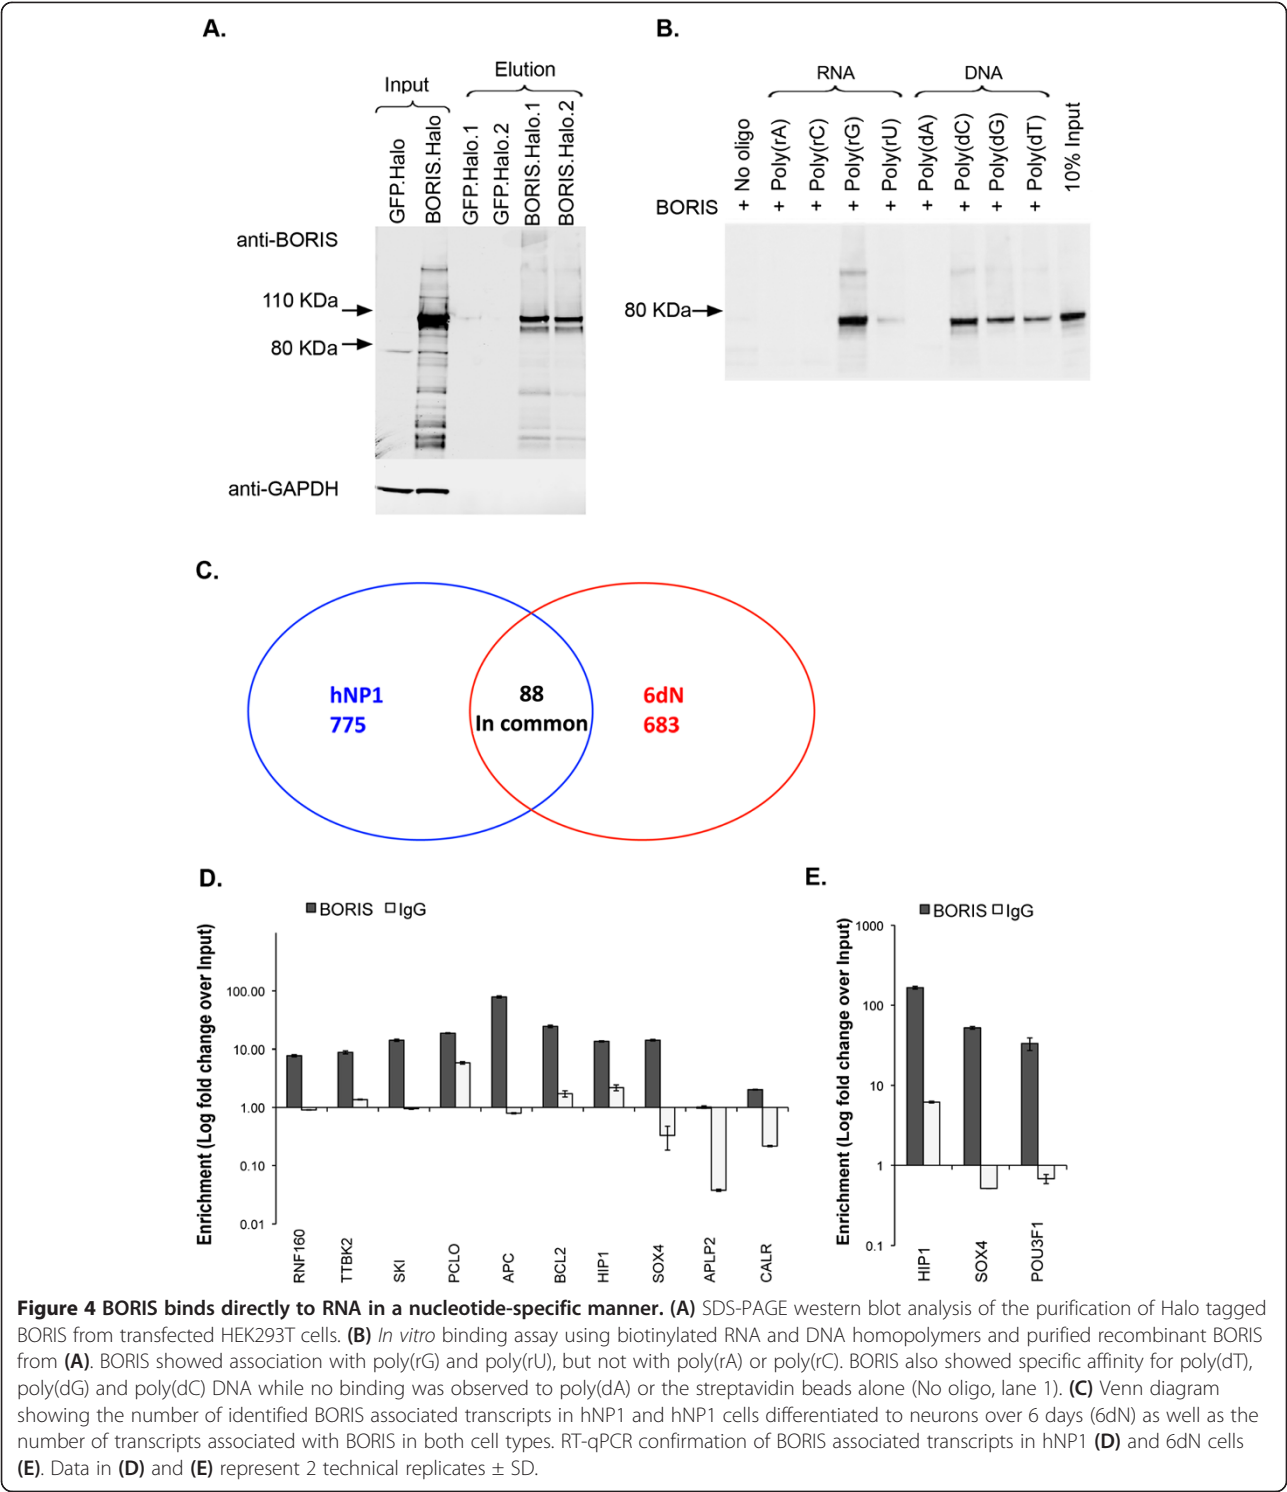 A.
Input
Elution
GFP.Halo
BORIS.Halo
GFP.Halo.1
GFP.Halo.2
BORIS.Halo.1
BORIS.Halo.2
anti-BORIS
110 KDa
80 KDa
anti-GAPDH
B.
RNA
DNA
BORIS
+ No oligo
+ Poly(rA)
+ Poly(rC)
+ Poly(rG)
+ Poly(rU)
+ Poly(dA)
+ Poly(dC)
+ Poly(dG)
+ Poly(dT)
10% Input
80 KDa
C.
hNP1
775
88
In common
6dN
683
D.
BORIS IgG
Enrichment (Log fold change over Input)
100.00
10.00
1.00
0.10
0.01
RNF160
TTBK2
SKI
PCLO
APC
BCL2
HIP1
SOX4
APLP2
CALR
E.
BORIS IgG
Enrichment (Log fold change over Input)
1000
100
10
1
0.1
HIP1
SOX4
POU3F1
Figure 4 BORIS binds directly to RNA in a nucleotide-specific manner. (A) SDS-PAGE western blot analysis of the purification of Halo tagged
BORIS from transfected HEK293T cells. (B) In vitro binding assay using biotinylated RNA and DNA homopolymers and purified recombinant BORIS
from (A). BORIS showed association with poly(rG) and poly(rU), but not with poly(rA) or poly(rC). BORIS also showed specific affinity for poly(dT),
poly(dG) and poly(dC) DNA while no binding was observed to poly(dA) or the streptavidin beads alone (No oligo, lane 1). (C) Venn diagram
showing the number of identified BORIS associated transcripts in hNP1 and hNP1 cells differentiated to neurons over 6 days (6dN) as well as the
number of transcripts associated with BORIS in both cell types. RT-qPCR confirmation of BORIS associated transcripts in hNP1 (D) and 6dN cells
(E). Data in (D) and (E) represent 2 technical replicates ± SD.